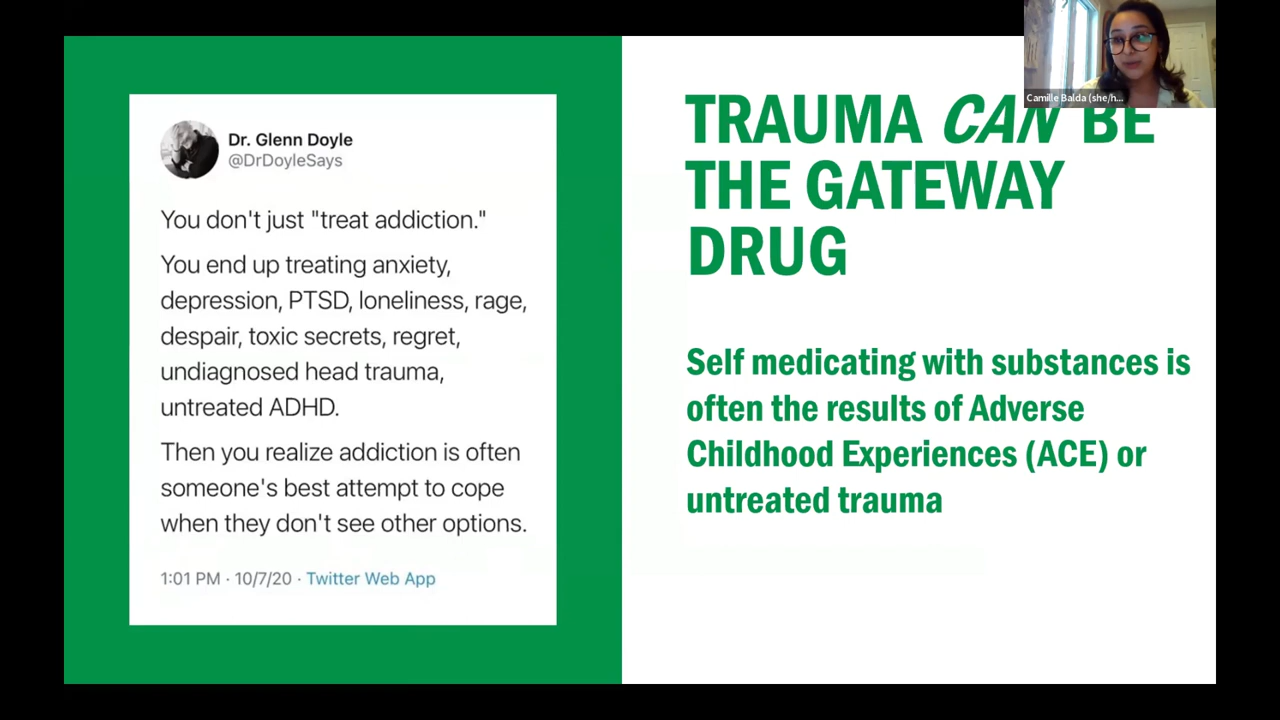 Dr. Glenn Doyle
@DrDoyleSays
You don't just "treat addiction."
You end up treating anxiety,
depression, PTSD, loneliness, rage,
despair, toxic secrets, regret,
undiagnosed head trauma,
untreated ADHD.
Then you realize addiction is often
someone's best attempt to cope
when they don't see other options.
1:01 PM · 10/7/20 · Twitter Web App
TRAUMA CAN BE
THE GATEWAY
DRUG
Self medicating with substances is
often the results of Adverse
Childhood Experiences (ACE) or
untreated trauma
Camille Balda (she/h...